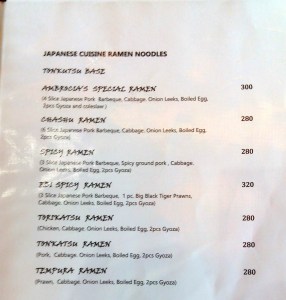 JAPANESE CUISINE RAMEN NOODLES
TONKUTSU BASE
AMBROCIA'S SPECIAL RAMEN 300
(4 Slice Japanese Pork Barbeque, Cabbage, Onion Leeks, Boiled Egg,
2pcs Gyoza and coleslaw )
CHASHU RAMEN 280
(6 Slice Japanese Pork Barbeque, Cabbage, Onion Leeks, Boiled Egg,
2pcs Gyoza).
SPICY RAMEN 280
(3 Slice Japanese Pork Barbeque, Spicy ground pork , Cabbage,
Onion Leeks, Boiled Egg, 2pcs Gyoza)
EBI SPICY RAMEN 320
(3 Slice Japanese Pork Barbeque, 1 pc. Big Black Tiger Prawns,
Cabbage, Onion Leeks, Boiled Egg, 2pcs Gyoza)
TORIKATSU RAMEN 280
(Chicken, Cabbage, Onion Leeks, Boiled Egg, 2pcs Gyoza)
TONKATSU RAMEN 280
(Pork, Cabbage, Onion Leeks, Boiled Egg, 2pcs Gyoza)
TEMPURA RAMEN 280
(Prawn, Cabbage, Onion Leeks, Boiled Egg, 2pcs Gyoza)